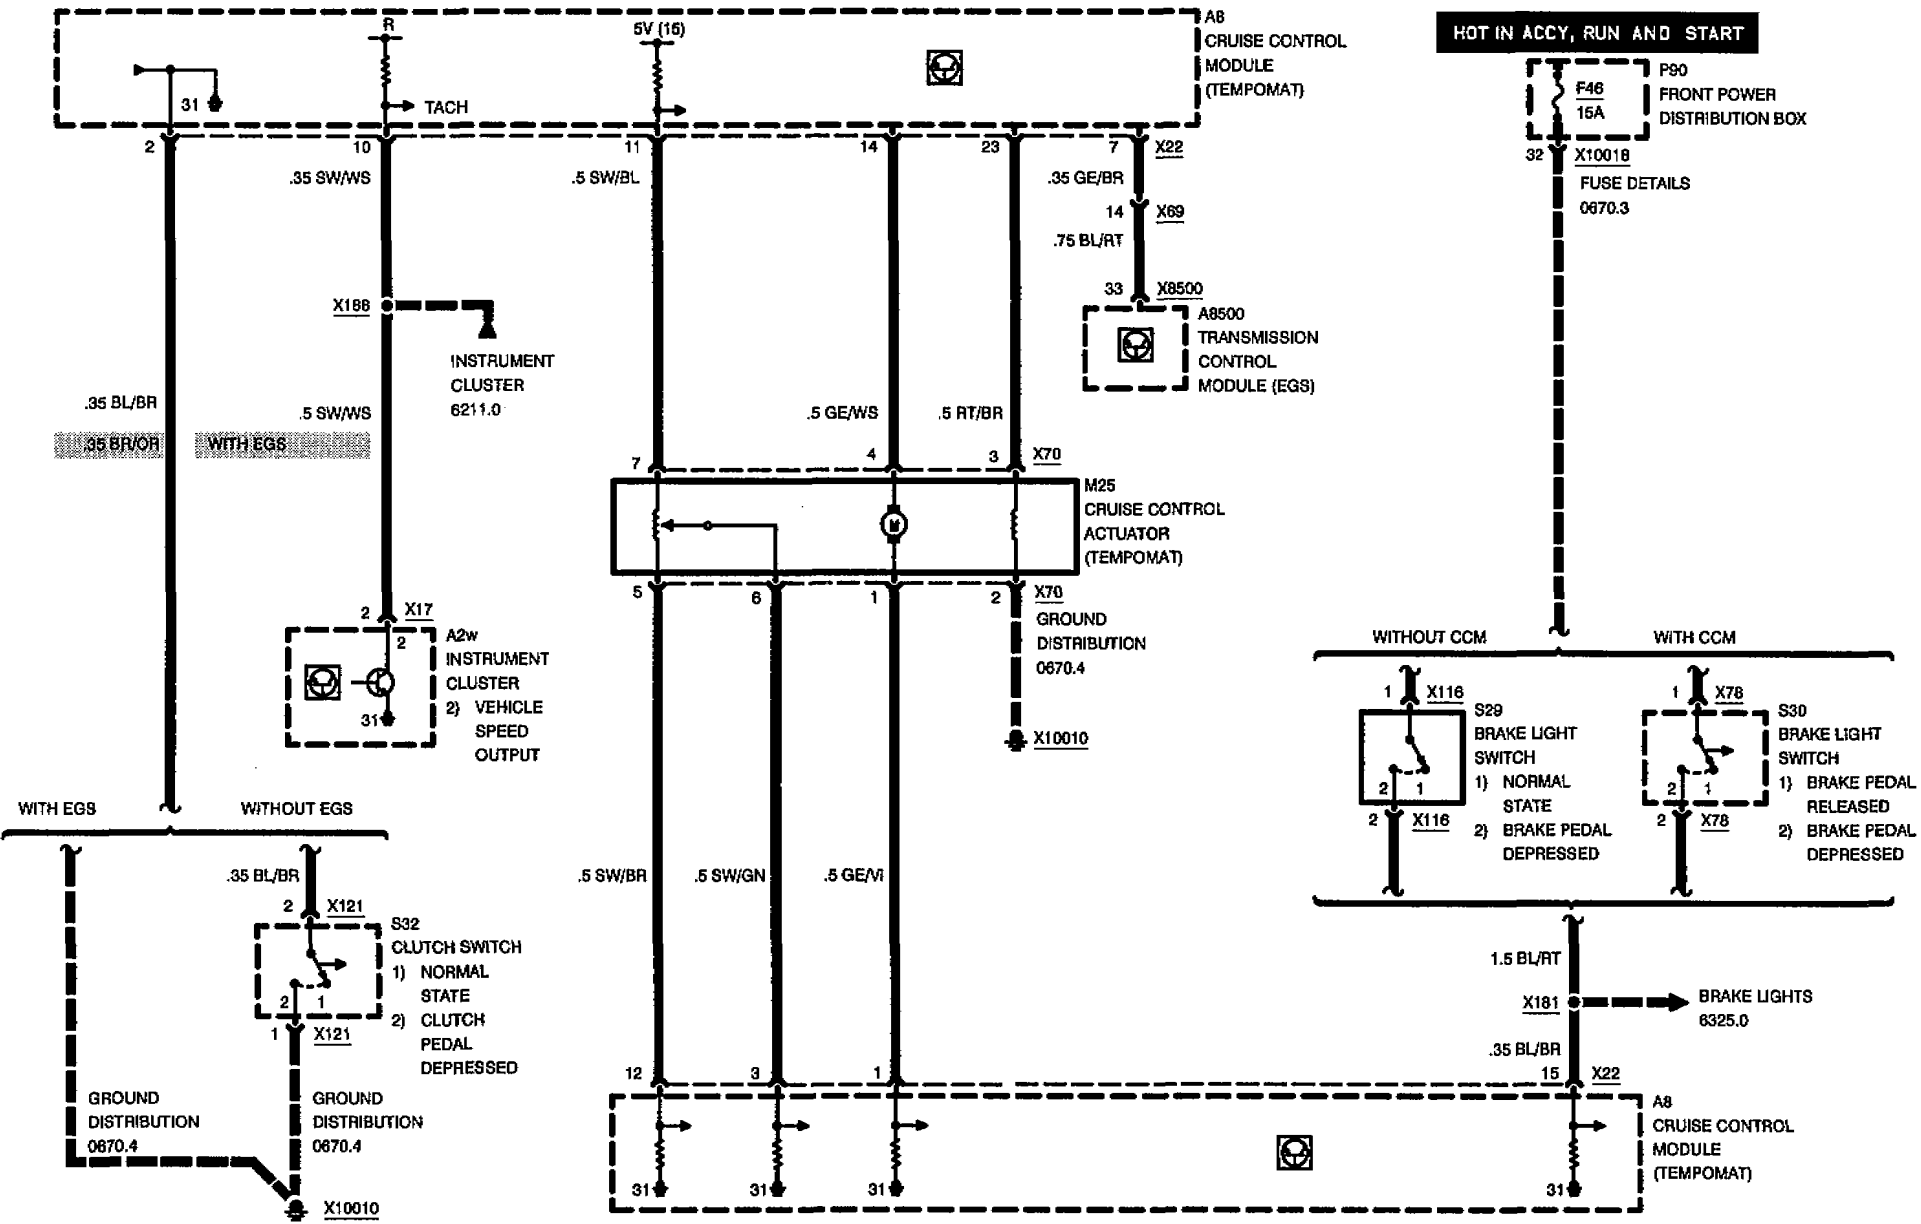 R
5V (15)
31
TACH
A8
CRUISE CONTROL
MODULE
(TEMPOMAT)
HOT IN ACCY, RUN AND START
F46
15A
P90
FRONT POWER
DISTRIBUTION BOX
32
X10018
FUSE DETAILS
0670.3
2
10
11
14
23
7
X22
.35 SW/WS
.5 SW/BL
.35 GE/BR
14
X69
.75 BL/RT
33
X8500
A8500
TRANSMISSION
CONTROL
MODULE (EGS)
X188
INSTRUMENT
CLUSTER
6211.0
.35 BL/BR
.35 BR/OR
WITH EGS
.5 SW/WS
.5 GE/WS
.5 RT/BR
7
4
3
X70
M
M25
CRUISE CONTROL
ACTUATOR
(TEMPOMAT)
5
6
1
2
X70
GROUND
DISTRIBUTION
0670.4
X10010
2
X17
2
31
A2w
INSTRUMENT
CLUSTER
2) VEHICLE
SPEED
OUTPUT
WITHOUT CCM
WITH CCM
1
X116
2
1
2
X116
S29
BRAKE LIGHT
SWITCH
1) NORMAL
STATE
2) BRAKE PEDAL
DEPRESSED
1
X78
2
1
2
X78
S30
BRAKE LIGHT
SWITCH
1) BRAKE PEDAL
RELEASED
2) BRAKE PEDAL
DEPRESSED
WITH EGS
WITHOUT EGS
.35 BL/BR
2
X121
2
1
1
X121
S32
CLUTCH SWITCH
1) NORMAL
STATE
2) CLUTCH
PEDAL
DEPRESSED
GROUND
DISTRIBUTION
0670.4
GROUND
DISTRIBUTION
0670.4
X10010
.5 SW/BR
.5 SW/GN
.5 GE/VI
1.5 BL/RT
X181
BRAKE LIGHTS
6325.0
.35 BL/BR
12
3
1
15
X22
31
31
31
31
A8
CRUISE CONTROL
MODULE
(TEMPOMAT)